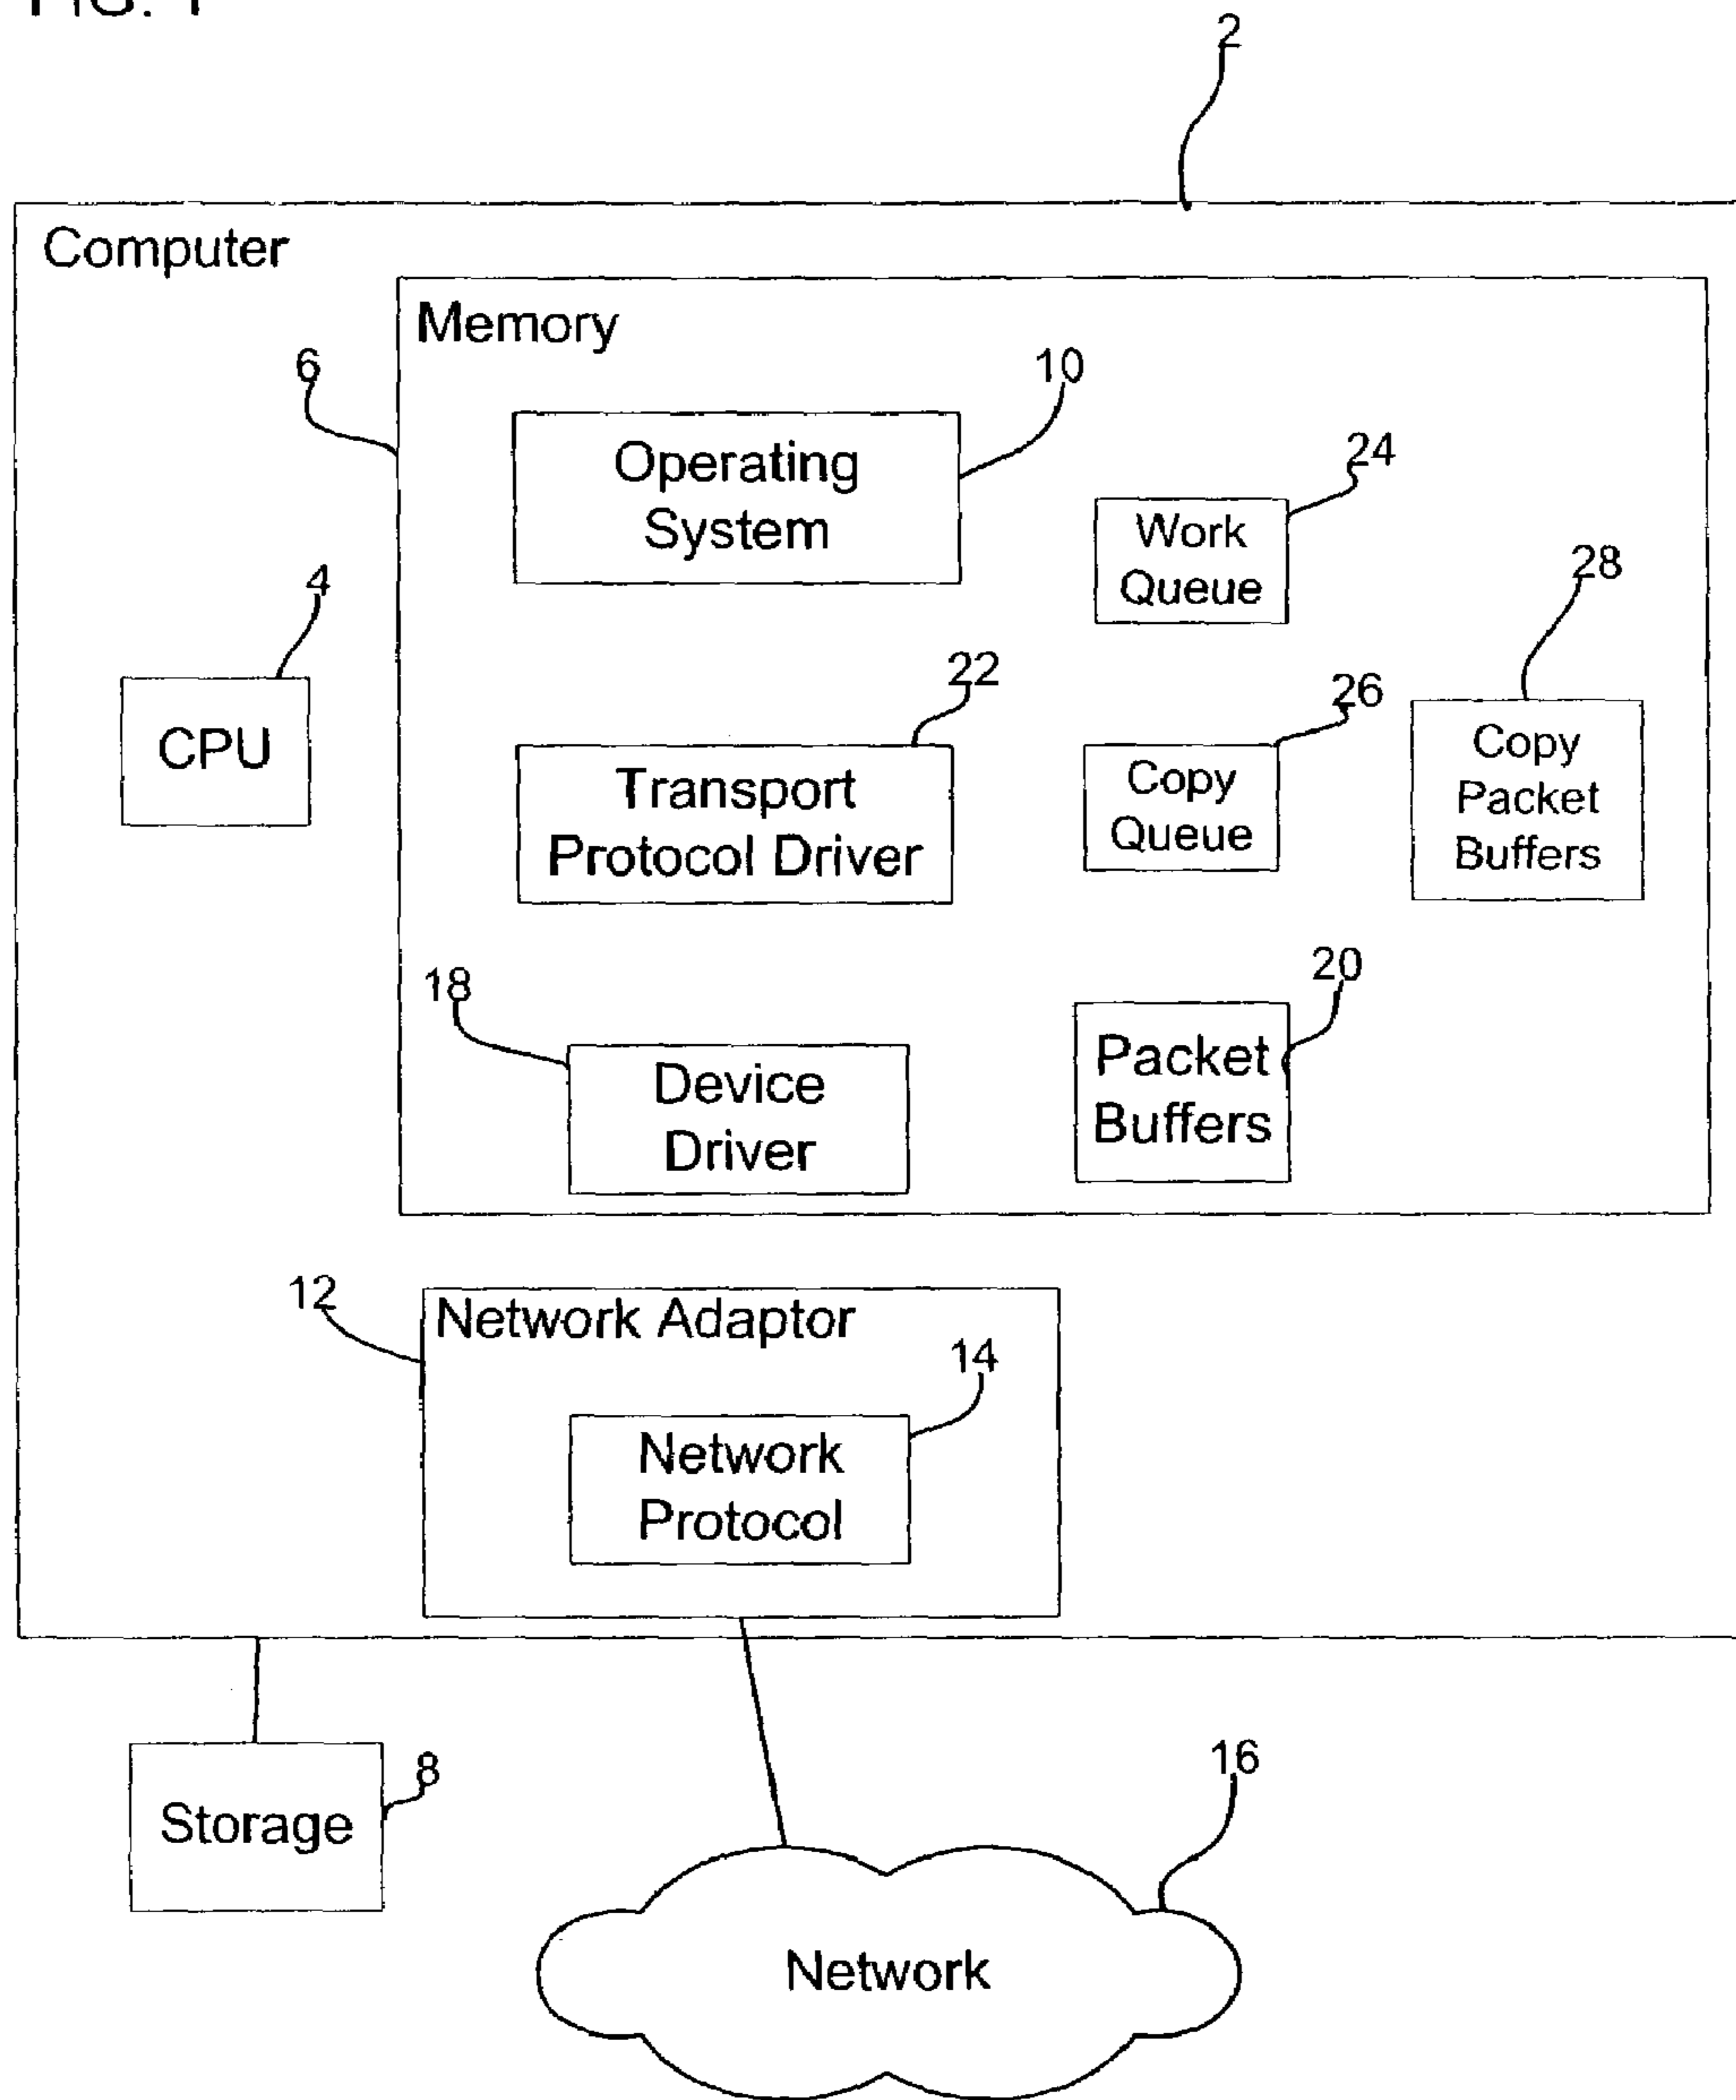 FIG. 1
2
Computer
Memory
6
10
Operating
System
24
Work
Queue
4
CPU
28
22
26
Transport
Protocol Driver
Copy
Queue
Copy
Packet
Buffers
18
20
Device
Driver
Packet
Buffers
12
Network Adaptor
14
Network
Protocol
8
Storage
16
Network